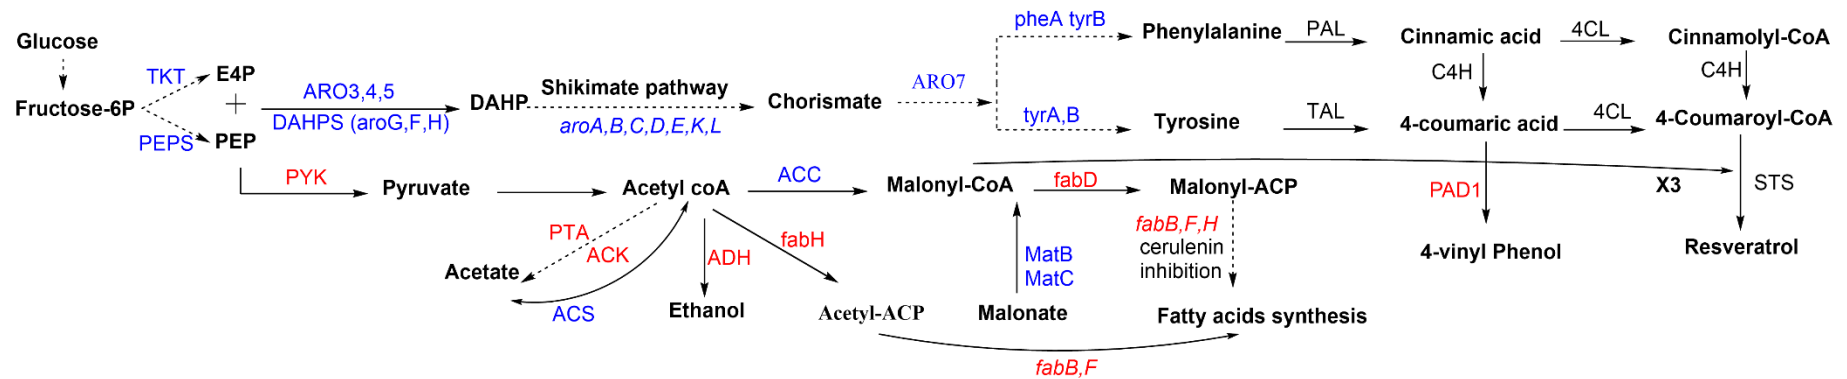 Glucose
Fructose-6P
TKT
PEPS
E4P
+
PEP
ARO3,4,5
DAHPS (aroG,F,H)
DAHP
Shikimate pathway
aroA,B,C,D,E,K,L
Chorismate
ARO7
pheA tyrB
tyrA,B
Phenylalanine
PAL
Cinnamic acid
4CL
Cinnamolyl-CoA
C4H
C4H
Tyrosine
TAL
4-coumaric acid
4CL
4-Coumaroyl-CoA
PYK
Pyruvate
Acetyl coA
ACC
Malonyl-CoA
fabD
Malonyl-ACP
X3
STS
PAD1
4-vinyl Phenol
Resveratrol
PTA
ACK
Acetate
ACS
ADH
Ethanol
fabH
Acetyl-ACP
MatB
MatC
Malonate
fabB,F,H
cerulenin
inhibition
Fatty acids synthesis
fabB,F